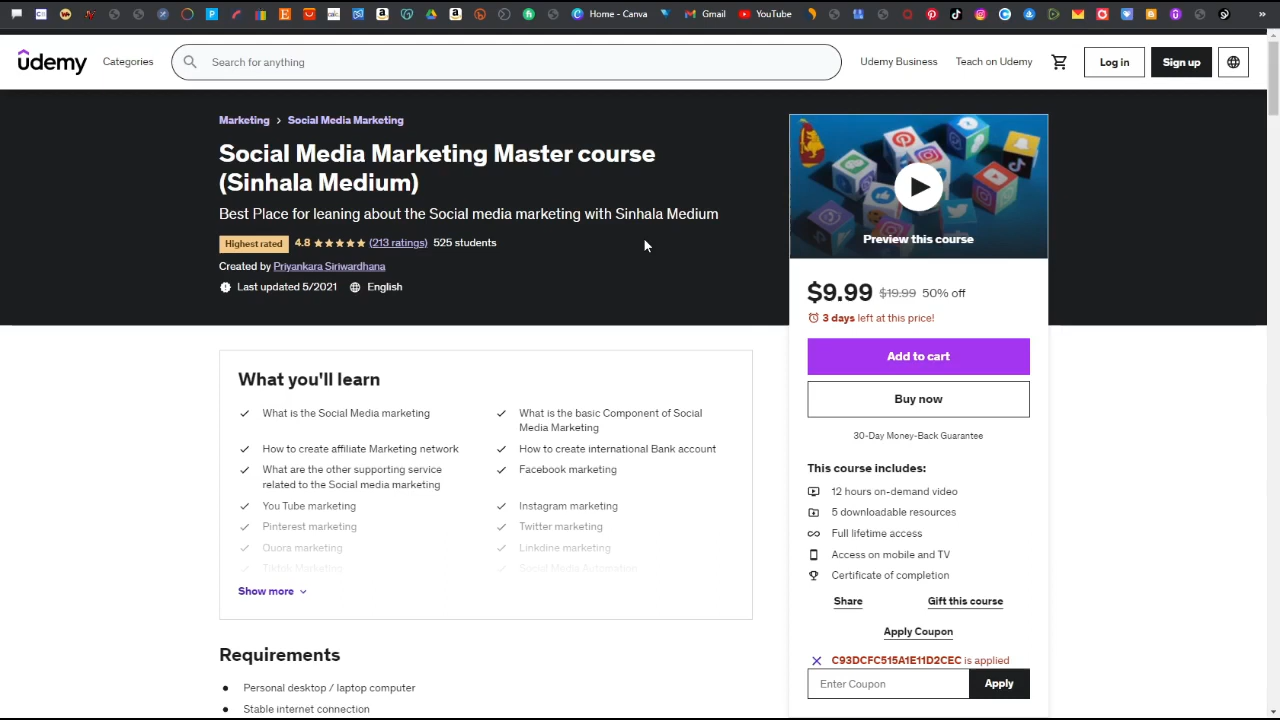 Home - Canva
Gmail
YouTube
»
ûdemy
Categories
Search for anything
Udemy Business
Teach on Udemy
Log in
Sign up
Marketing > Social Media Marketing
Social Media Marketing Master course
(Sinhala Medium)
Best Place for leaning about the Social media marketing with Sinhala Medium
Highest rated 4.8 (213 ratings) 525 students
Created by Priyankara Siriwardhana
Last updated 5/2021 English
Preview this course
$9.99 $19.99 50% off
3 days left at this price!
Add to cart
Buy now
30-Day Money-Back Guarantee
This course includes:
12 hours on-demand video
5 downloadable resources
Full lifetime access
Access on mobile and TV
Certificate of completion
Share
Gift this course
Apply Coupon
C93DCFC515A1E11D2CEC is applied
Enter Coupon
Apply
What you'll learn
What is the Social Media marketing
What is the basic Component of Social
Media Marketing
How to create affiliate Marketing network
How to create international Bank account
What are the other supporting service
related to the Social media marketing
Facebook marketing
You Tube marketing
Instagram marketing
Pinterest marketing
Twitter marketing
Quora marketing
Linkdine marketing
Tiktok Marketing
Social Media Automation
Show more
Requirements
Personal desktop / laptop computer
Stable internet connection